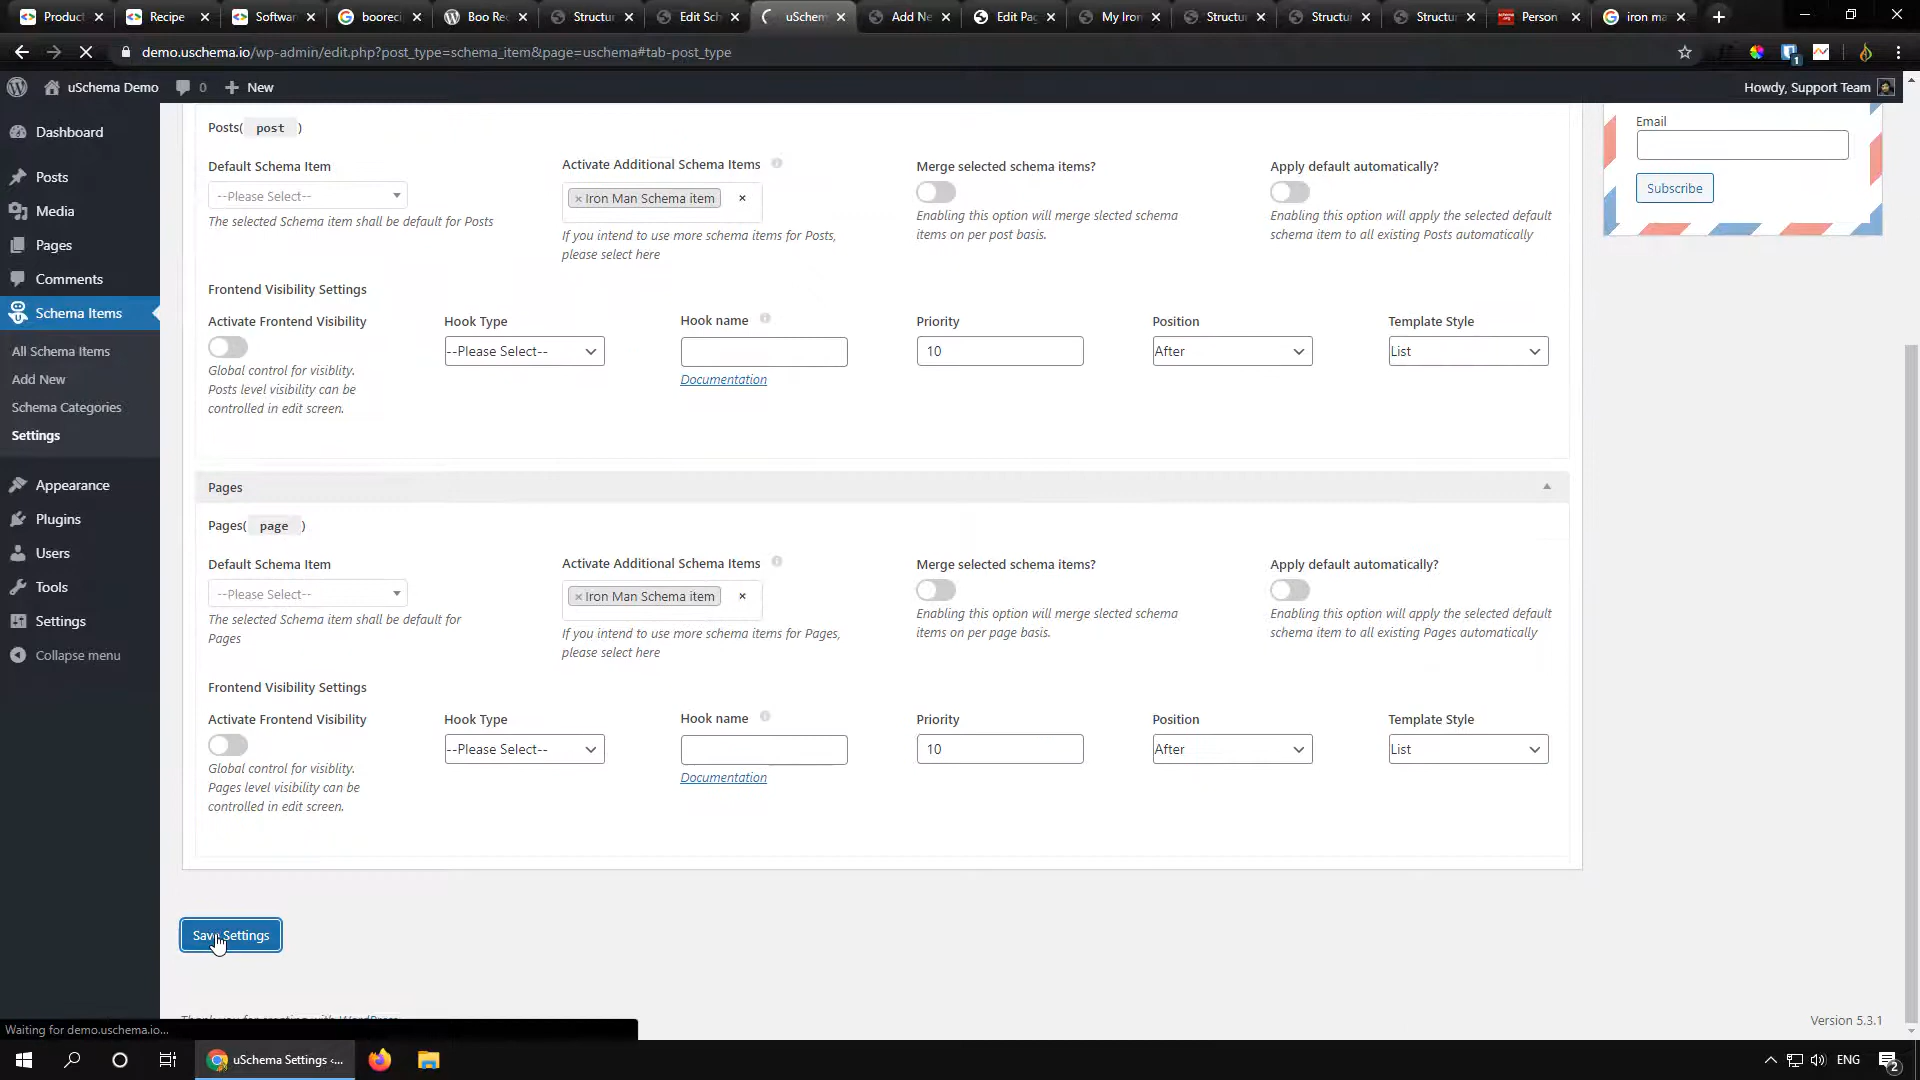 Product
Recipe
Softwar
boorec
Boo Re
Structu
Edit Sc
uSchem
Add Ne
Edit Pa
My Iron
Structu
Structu
Structu
Person
iron ma
demo.uschema.io/wp-admin/edit.php?post_type=schema_item&page=uschema#tab-post_type
uSchema Demo
0
New
Howdy, Support Team
Dashboard
Posts
Media
Pages
Comments
Schema Items
All Schema Items
Add New
Schema Categories
Settings
Appearance
Plugins
Users
Tools
Settings
Collapse menu
Posts( post )
Default Schema Item
--Please Select--
The selected Schema item shall be default for Posts
Activate Additional Schema Items
× Iron Man Schema item ×
If you intend to use more schema items for Posts,
please select here
Merge selected schema items?
Enabling this option will merge slected schema
items on per post basis.
Apply default automatically?
Enabling this option will apply the selected default
schema item to all existing Posts automatically
Frontend Visibility Settings
Activate Frontend Visibility
Global control for visiblity.
Posts level visibility can be
controlled in edit screen.
Hook Type
--Please Select--
Hook name
Documentation
Priority
10
Position
After
Template Style
List
Pages
Pages( page )
Default Schema Item
--Please Select--
The selected Schema item shall be default for
Pages
Activate Additional Schema Items
× Iron Man Schema item ×
If you intend to use more schema items for Pages,
please select here
Merge selected schema items?
Enabling this option will merge slected schema
items on per page basis.
Apply default automatically?
Enabling this option will apply the selected default
schema item to all existing Pages automatically
Frontend Visibility Settings
Activate Frontend Visibility
Global control for visiblity.
Pages level visibility can be
controlled in edit screen.
Hook Type
--Please Select--
Hook name
Documentation
Priority
10
Position
After
Template Style
List
Save Settings
Email
Subscribe
Thank you for creating with WordPress
Version 5.3.1
Waiting for demo.uschema.io...
uSchema Settings ‹...
ENG
2
1